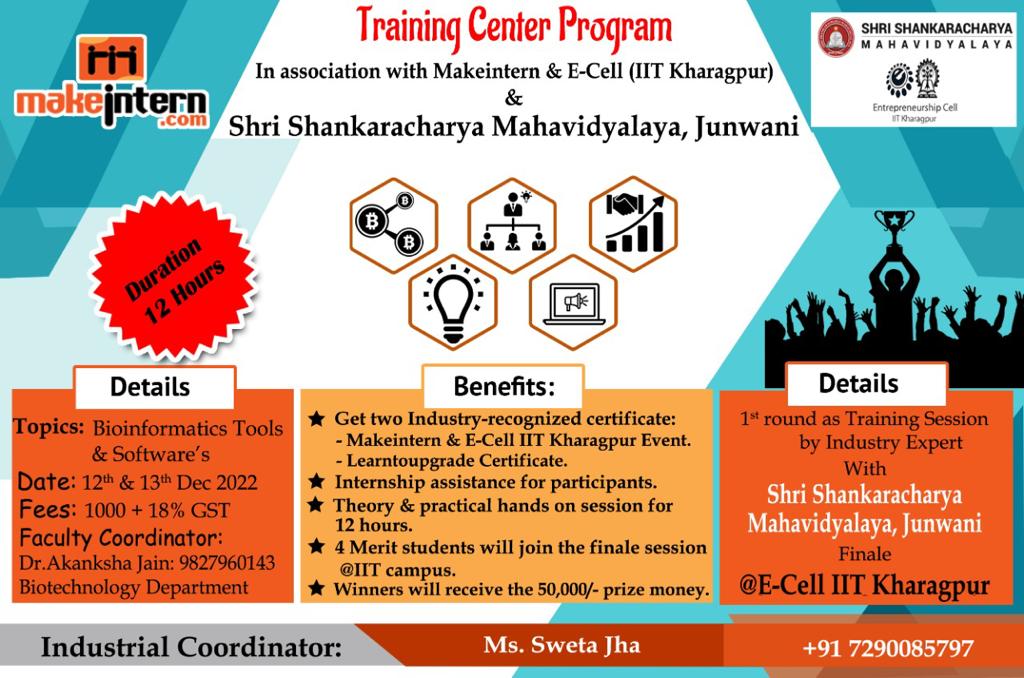 Training Center Program
In association with Makeintern & E-Cell (IIT Kharagpur)
&
Shri Shankaracharya Mahavidyalaya, Junwani
makeintern
.com
SHRI SHANKARACHARYA
MAHAVIDYALAYA
Entrepreneurship Cell
IIT Kharagpur
Duration
12 Hours
Details
Topics: Bioinformatics Tools
& Software's
Date: 12th & 13th Dec 2022
Fees: 1000 + 18% GST
Faculty Coordinator:
Dr.Akanksha Jain: 9827960143
Biotechnology Department
Benefits:
★ Get two Industry-recognized certificate:
- Makeintern & E-Cell IIT Kharagpur Event.
- Learntoupgrade Certificate.
★ Internship assistance for participants.
★ Theory & practical hands on session for
12 hours.
★ 4 Merit students will join the finale session
@IIT campus.
★ Winners will receive the 50,000/- prize money.
Details
1st round as Training Session
by Industry Expert
With
Shri Shankaracharya
Mahavidyalaya, Junwani
Finale
@E-Cell IIT Kharagpur
Industrial Coordinator:
Ms. Sweta Jha
+91 7290085797